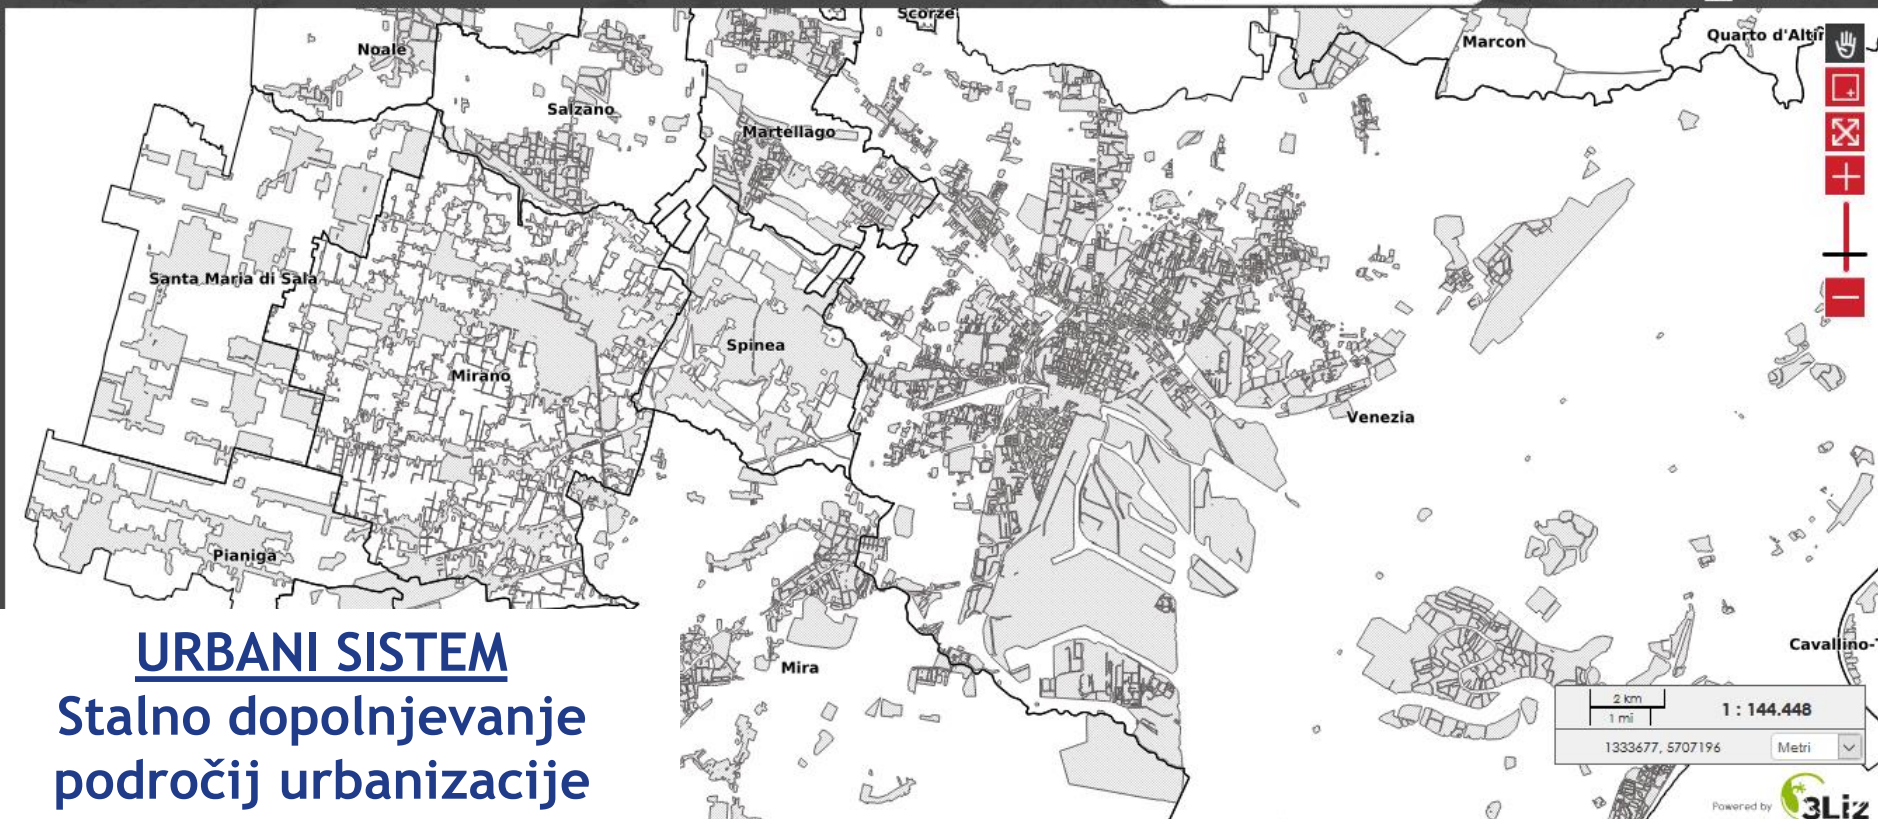 Scorzè
Noale
Marcon
Quarto d'Altin
Salzano
Martellago
Santa Maria di Sala
Spinea
Mirano
Venezia
Pianiga
URBANI SISTEM
Stalno dopolnjevanje
področij urbanizacije
Mira
Cavallino-T
2 km
1 mi
1 : 144.448
1333677, 5707196
Metri
Powered by 3Liz